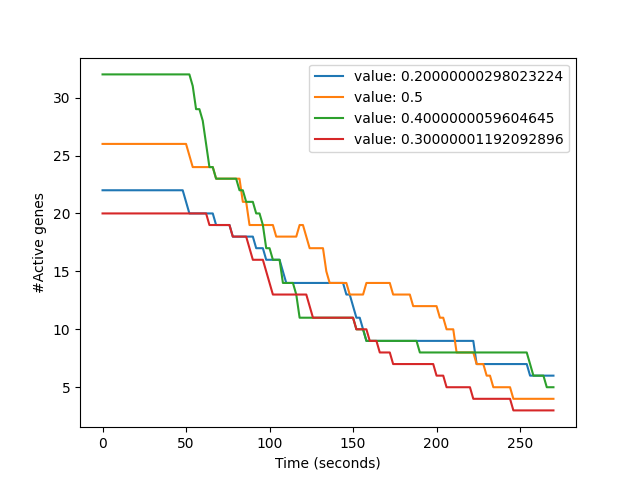 value: 0.20000000298023224
value: 0.5
value: 0.4000000059604645
value: 0.30000001192092896
30
25
20
15
10
5
#Active genes
0 50 100 150 200 250
Time (seconds)